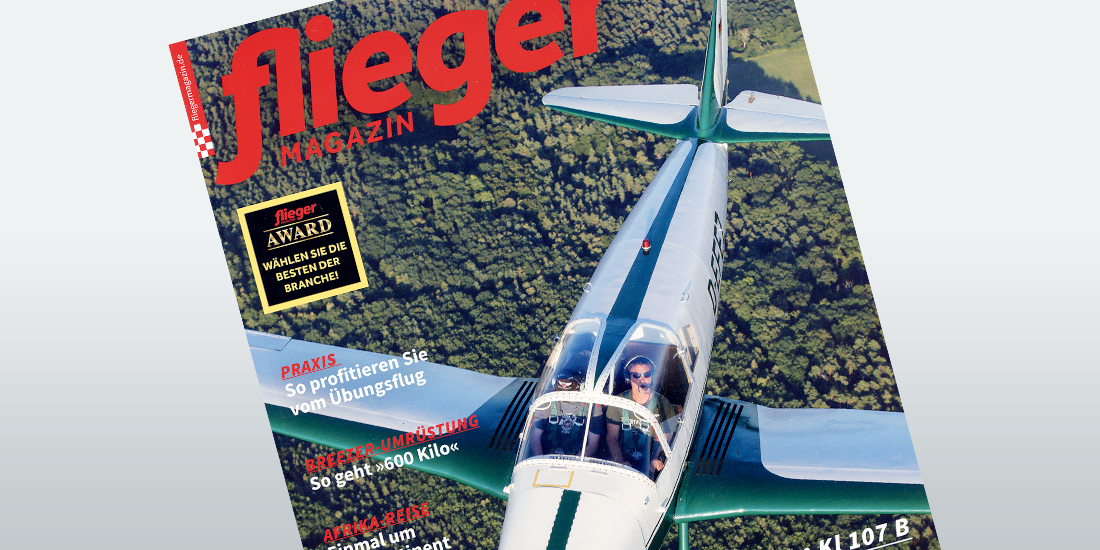 fliegermagazin.de
flieger
MAGAZIN
flieger
AWARD
WÄHLEN SIE DIE
BESTEN DER
BRANCHE!
PRAXIS
So profitieren Sie
vom Übungsflug
BREEZER-UMRÜSTUNG
So geht »600 Kilo«
AFRIKA-REISE
Einmal um
Kl 107 B